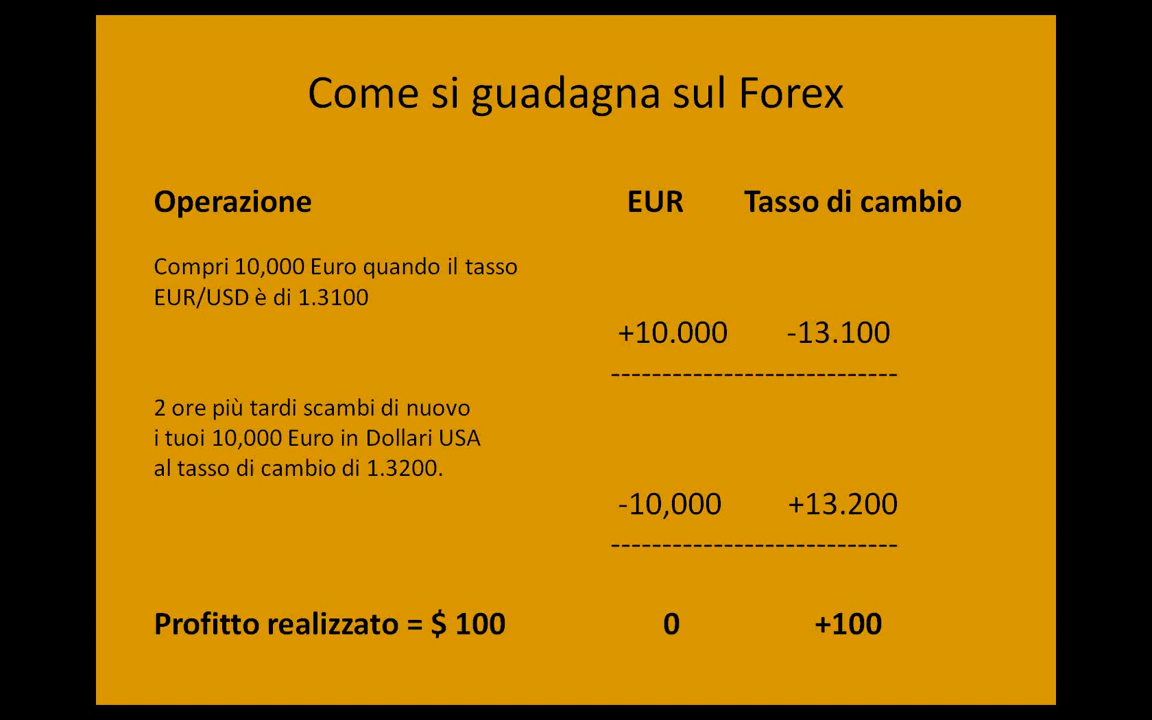 Come si guadagna sul Forex
Operazione EUR Tasso di cambio
Compri 10,000 Euro quando il tasso
EUR/USD è di 1.3100
+10.000 -13.100
----------------------------
2 ore più tardi scambi di nuovo
i tuoi 10,000 Euro in Dollari USA
al tasso di cambio di 1.3200.
-10,000 +13.200
----------------------------
Profitto realizzato = $ 100 0 +100